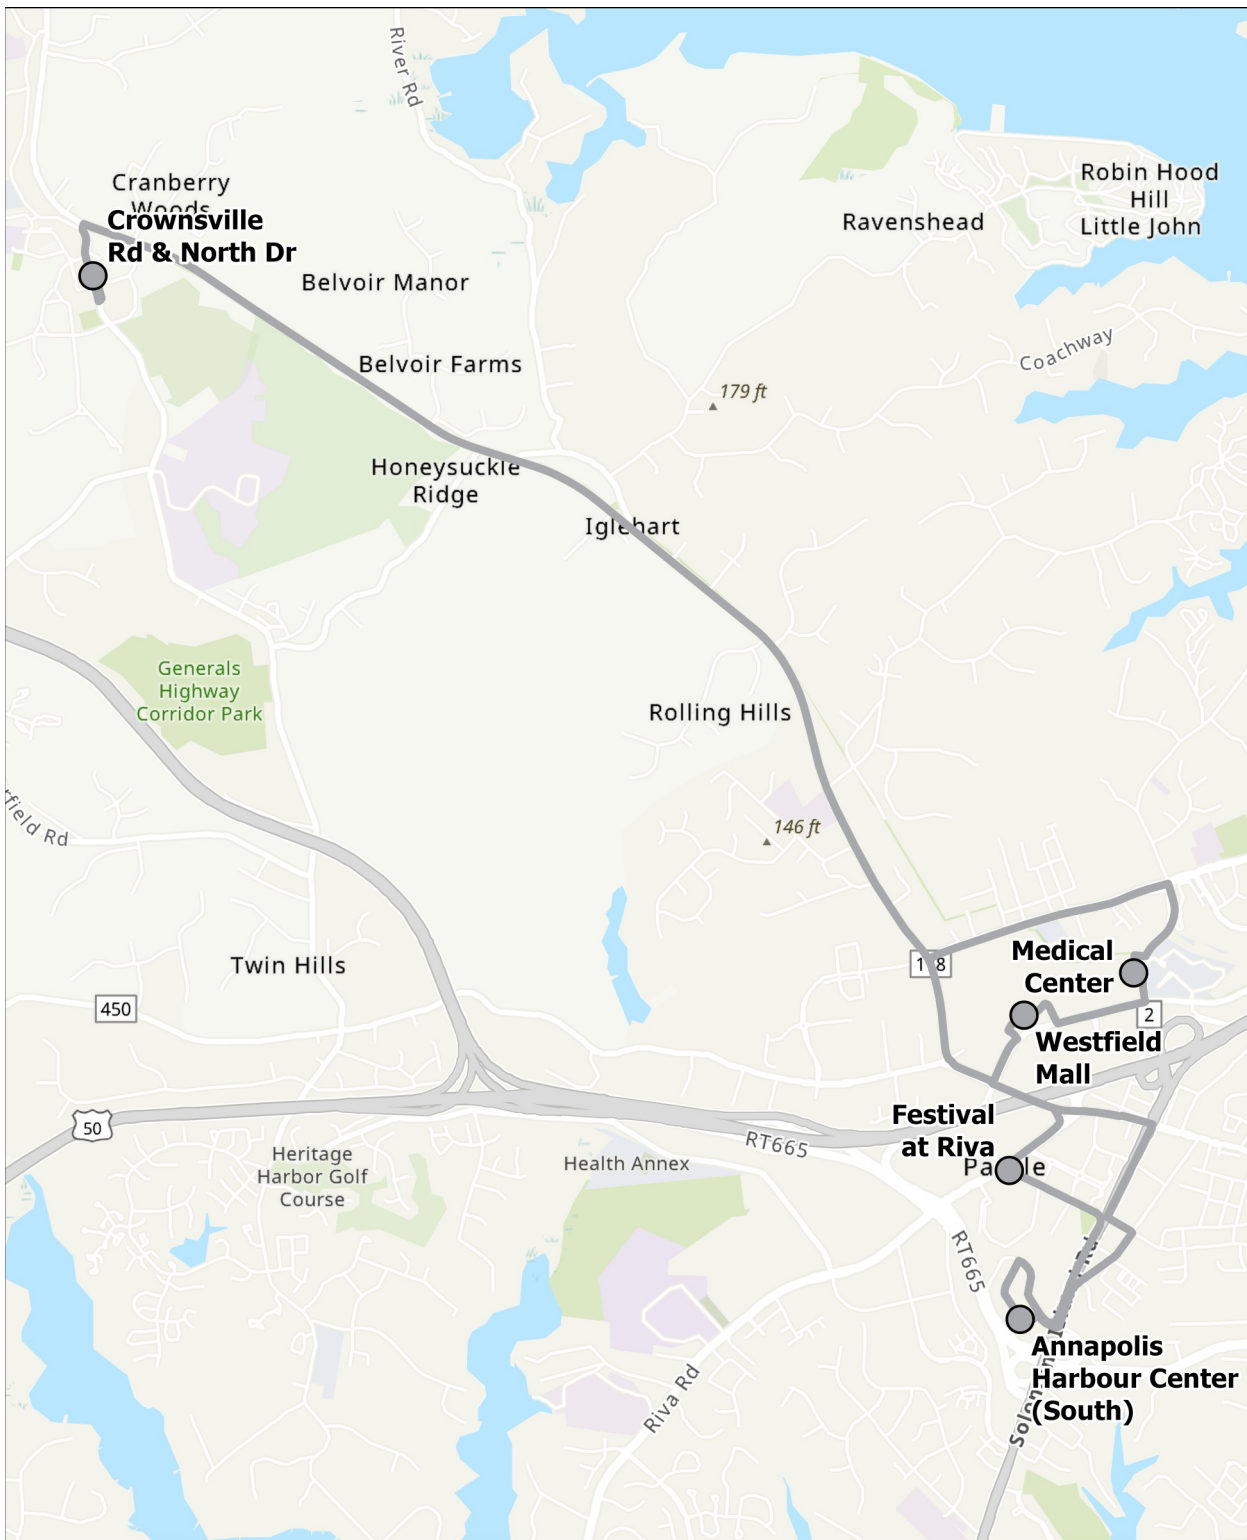 River Rd
Cranberry
Woods
Crownsville
Rd & North Dr
Robin Hood
Hill
Little John
Ravenshead
Belvoir Manor
Coachway
Belvoir Farms
179 ft
Honeysuckle
Ridge
Iglehart
Generals
Highway
Corridor Park
Rolling Hills
rfield Rd
146 ft
Twin Hills
Medical
Center
450
2
Westfield
Mall
50
Festival
at Riva
RT665
Heritage
Harbor Golf
Course
Health Annex
RT665
Annapolis
Harbour Center
(South)
Riva Rd